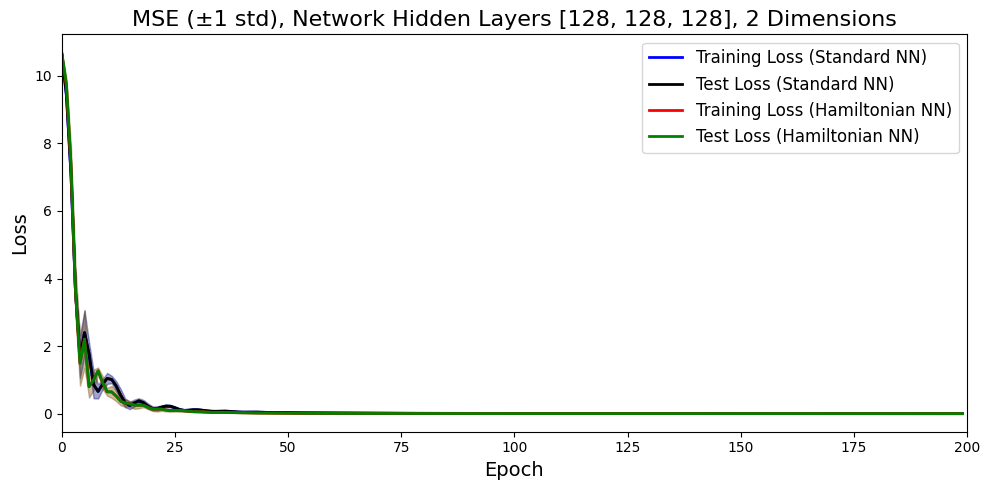 MSE (±1 std), Network Hidden Layers [128, 128, 128], 2 Dimensions
Training Loss (Standard NN)
Test Loss (Standard NN)
Training Loss (Hamiltonian NN)
Test Loss (Hamiltonian NN)
Loss
10
8
6
4
2
0
0 25 50 75 100 125 150 175 200
Epoch